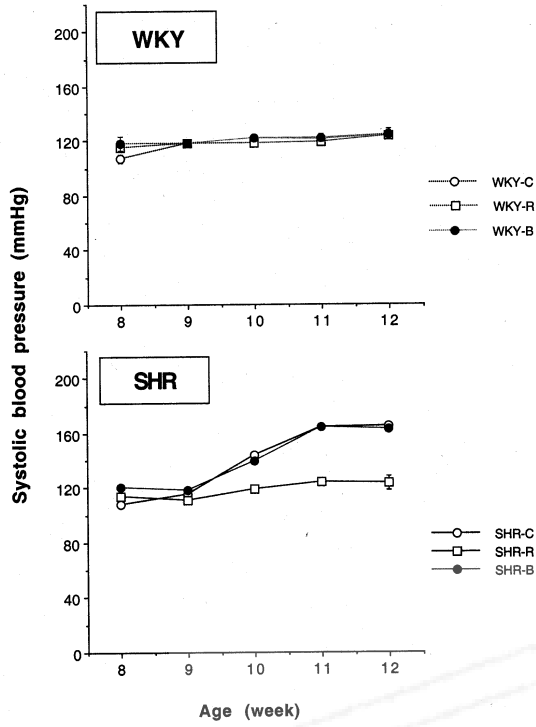 WKY
200
160
120
80
40
0
8 9 10 11 12
WKY-C
WKY-R
WKY-B
Systolic blood pressure (mmHg)
SHR
200
160
120
80
40
0
8 9 10 11 12
SHR-C
SHR-R
SHR-B
Age (week)